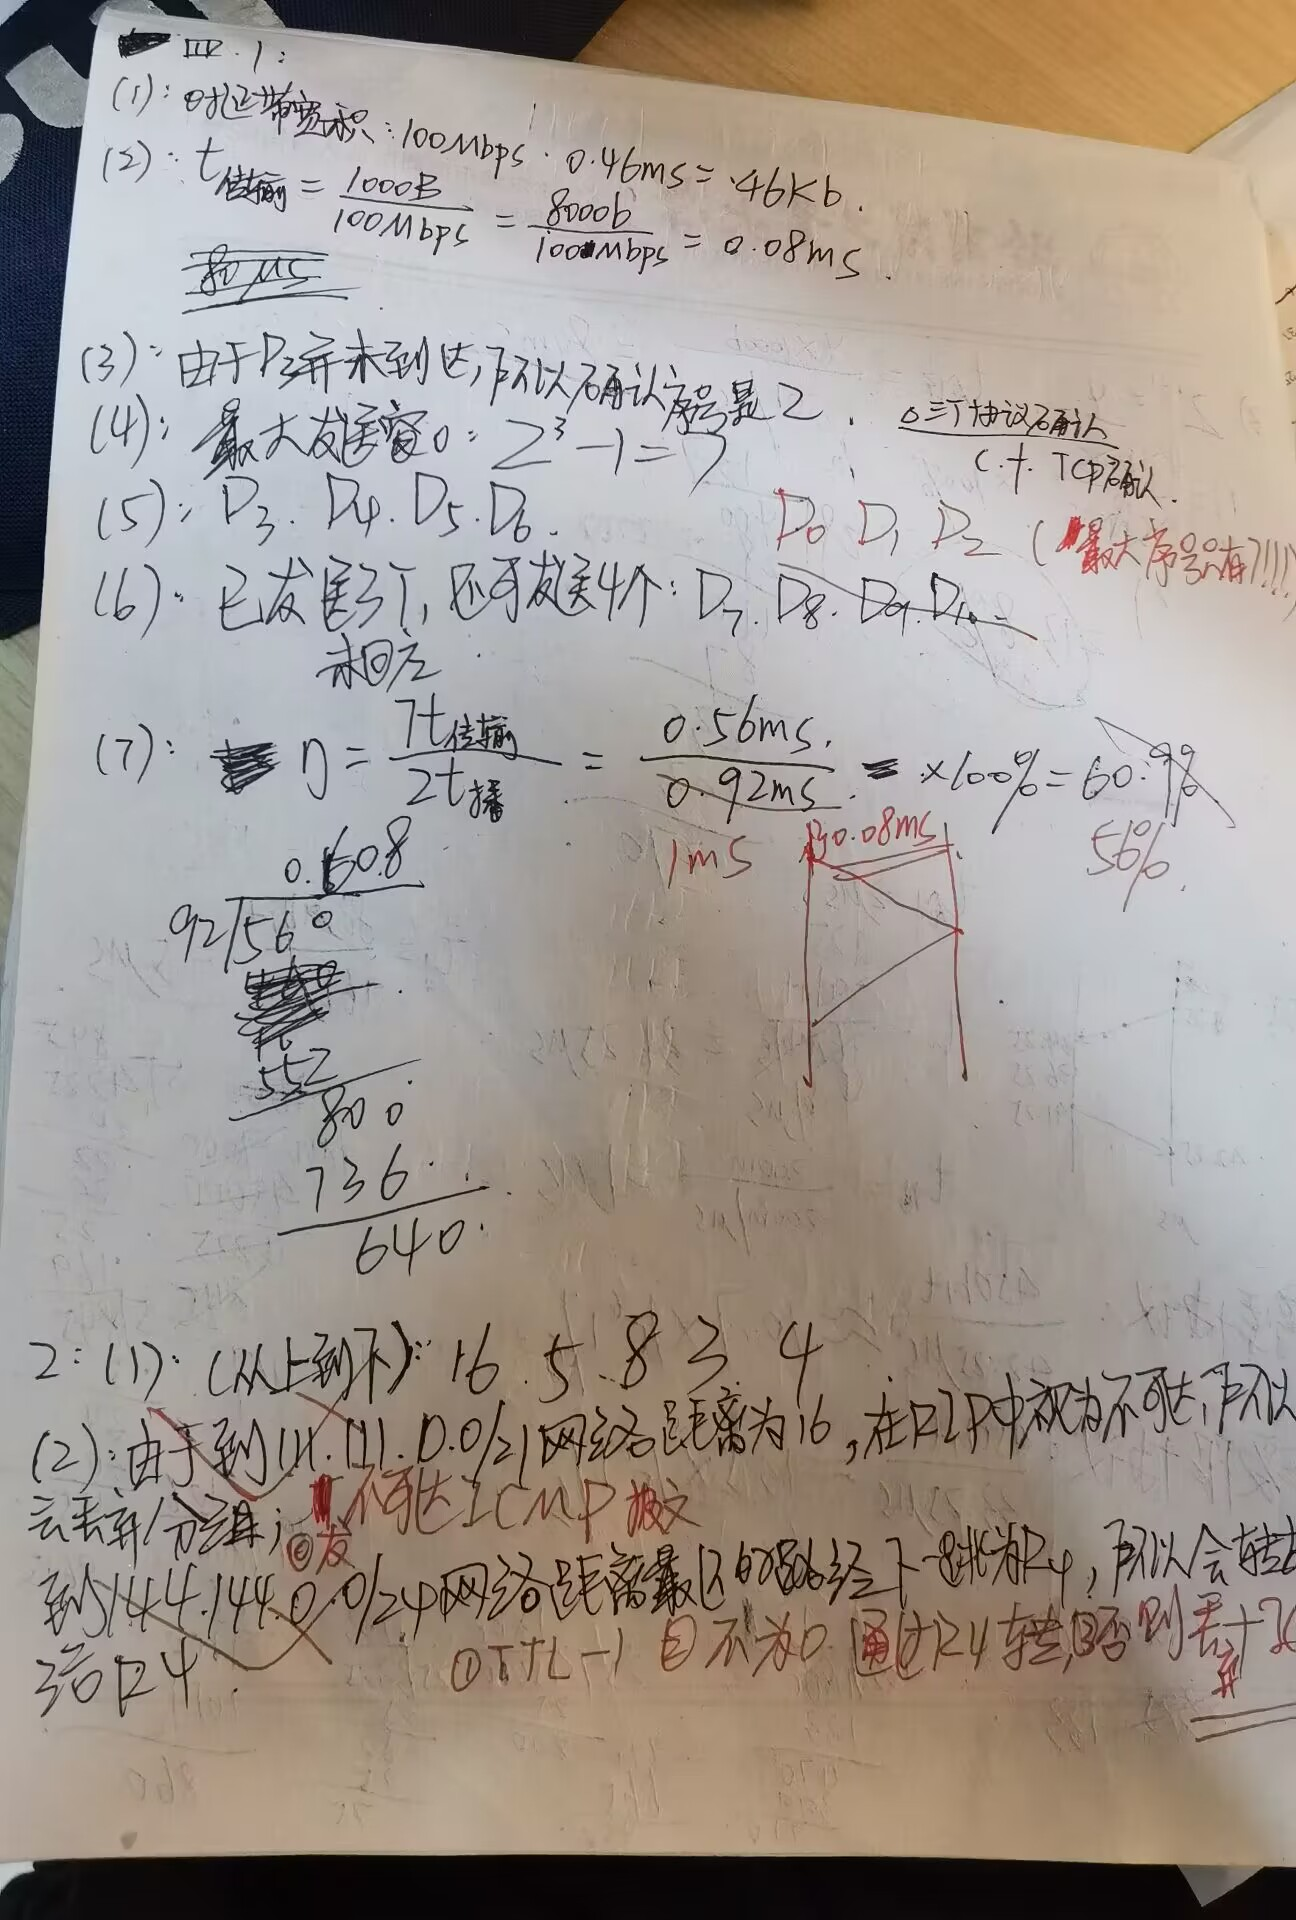 四.1:
(1): 时延带宽积: 100Mbps · 0.46ms = 46Kb.
(2): t传输 = 1000B/100Mbps = 8000b/100Mbps = 0.08ms.
80μs
(3): 由于D3并未到达,所以确认序号是2.
三个协议确认
(4): 最大发送窗口: 2³-1=7
TCP确认.
(5): D3. D4. D5. D6.
D0 D1 D2 (最大序号只有7!!!)
(6): 已发送3个, 还可发送4个: D7. D8. D9. D10
未回应
(7): η = 7t传输/2t播 = 0.56ms./0.92ms. ×100% = 60.9%
1ms
0.08ms
56%.
0.608
92 560
552
800
736
640.
2: (1): (从上到下): 16 5 8 3 4
(2): 由于到111.111.0.0/21网络距离为16,在RIP中视为不可达,所以
会丢弃分组;
发不可达ICMP报文
到144.144.0.0/24网络距离最近的路径下一跳为R4,所以会转
给R4.
①TTL-1 ②不为0 通过R4转,否则丢弃